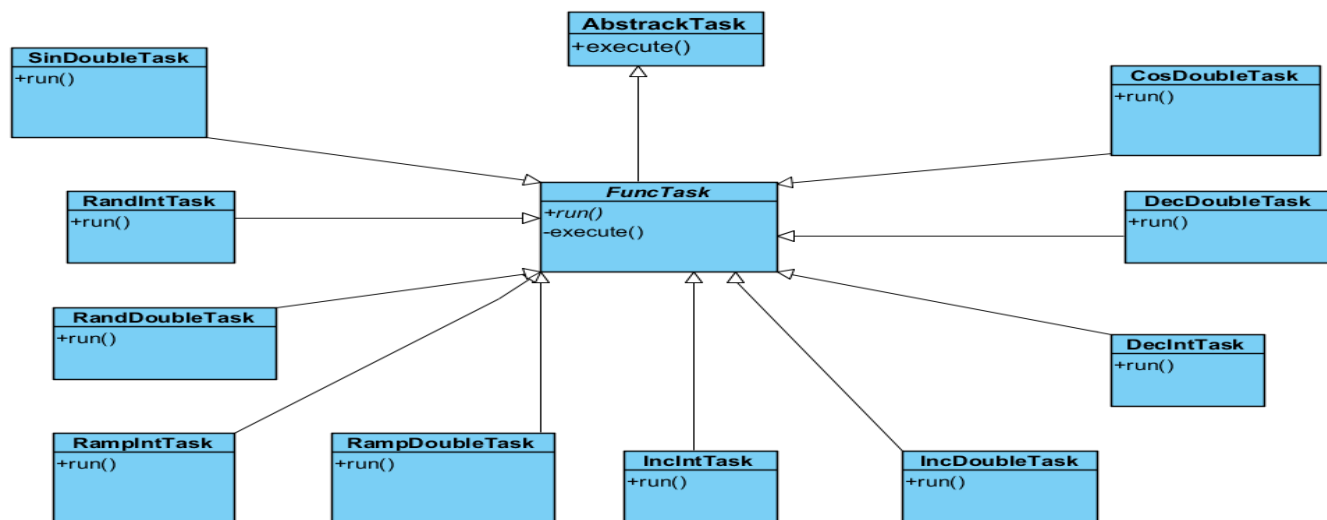 AbstrackTask
+execute()
SinDoubleTask
+run()
CosDoubleTask
+run()
FuncTask
+run()
-execute()
RandIntTask
+run()
DecDoubleTask
+run()
RandDoubleTask
+run()
DecIntTask
+run()
RampIntTask
+run()
RampDoubleTask
+run()
IncIntTask
+run()
IncDoubleTask
+run()